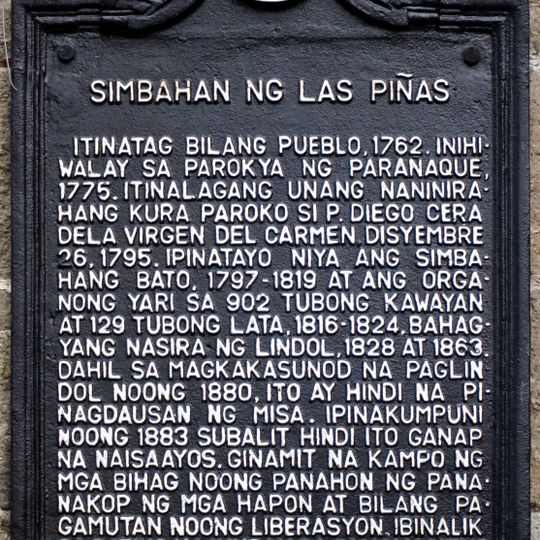 SIMBAHAN NG LAS PIÑAS
ITINATAG BILANG PUEBLO, 1762. INIHI-
WALAY SA PAROKYA NG PARANAQUE,
1775. ITINALAGANG UNANG NANINIRA-
HANG KURA PAROKO SI P. DIEGO CERA
DELA VIRGEN DEL CARMEN, DISYEMBRE
26, 1795. IPINATAYO NIYA ANG SIMBA-
HANG BATO, 1797-1819 AT ANG ORGA-
NONG YARI SA 902 TUBONG KAWAYAN
AT 129 TUBONG LATA, 1816-1824, BAHAG-
YANG NASIRA NG LINDOL, 1828 AT 1863.
DAHIL SA MAGKAKASUNOD NA PAGLIN
DOL NOONG 1880, ITO AY HINDI NA PI-
NAGDAUSAN NG MISA. IPINAKUMPUNI
NOONG 1883 SUBALIT HINDI ITO GANAP
NA NAISAAYOS. GINAMIT NA KAMPO NG
MGA BIHAG NOONG PANAHON NG PANA-
NAKOP NG MGA HAPON AT BILANG PA-
GAMUTAN NOONG LIBERASYON. IBINALIK